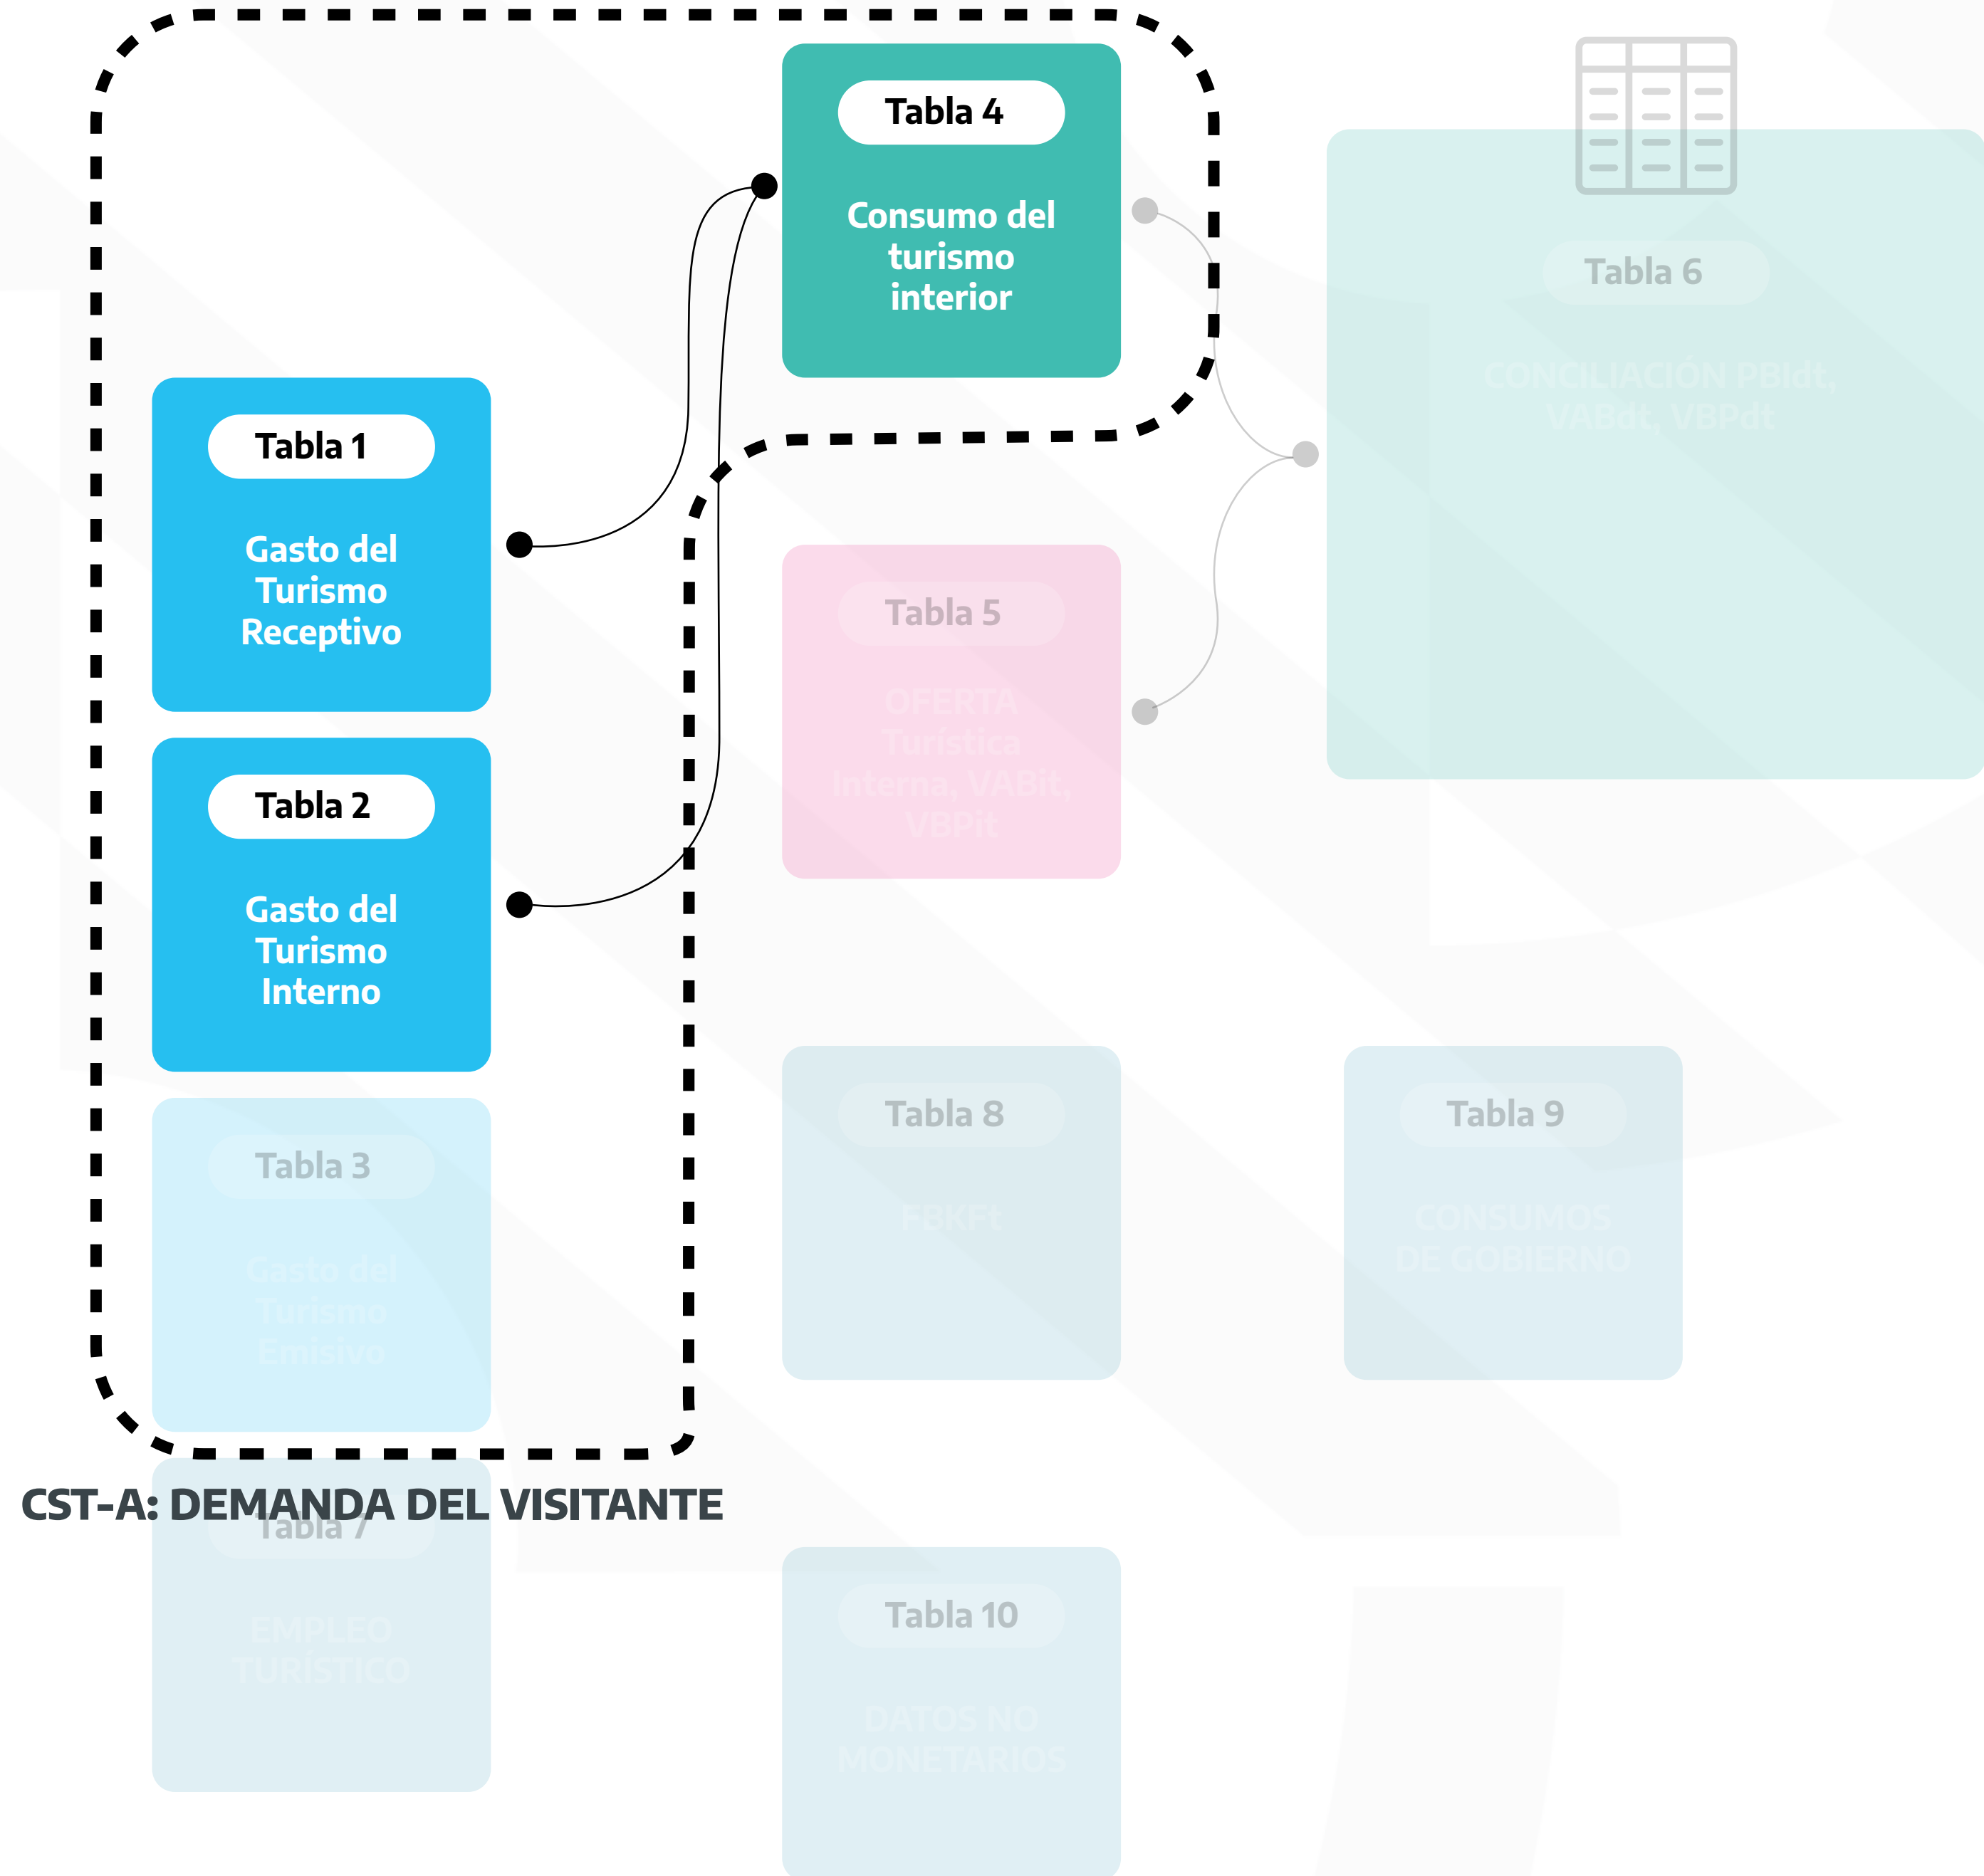 Tabla 4
Consumo del
turismo
interior
Tabla 6
CONCILIACIÓN PBIdt,
VABdt, VBPdt
Tabla 1
Gasto del
Turismo
Receptivo
Tabla 5
OFERTA
Turística
Interna, VABit,
VBPit
Tabla 2
Gasto del
Turismo
Interno
Tabla 3
Gasto del
Turismo
Emisivo
Tabla 8
FBKFt
Tabla 9
CONSUMOS
DE GOBIERNO
CST-A: DEMANDA DEL VISITANTE
Tabla 7
EMPLEO
TURÍSTICO
Tabla 10
DATOS NO
MONETARIOS